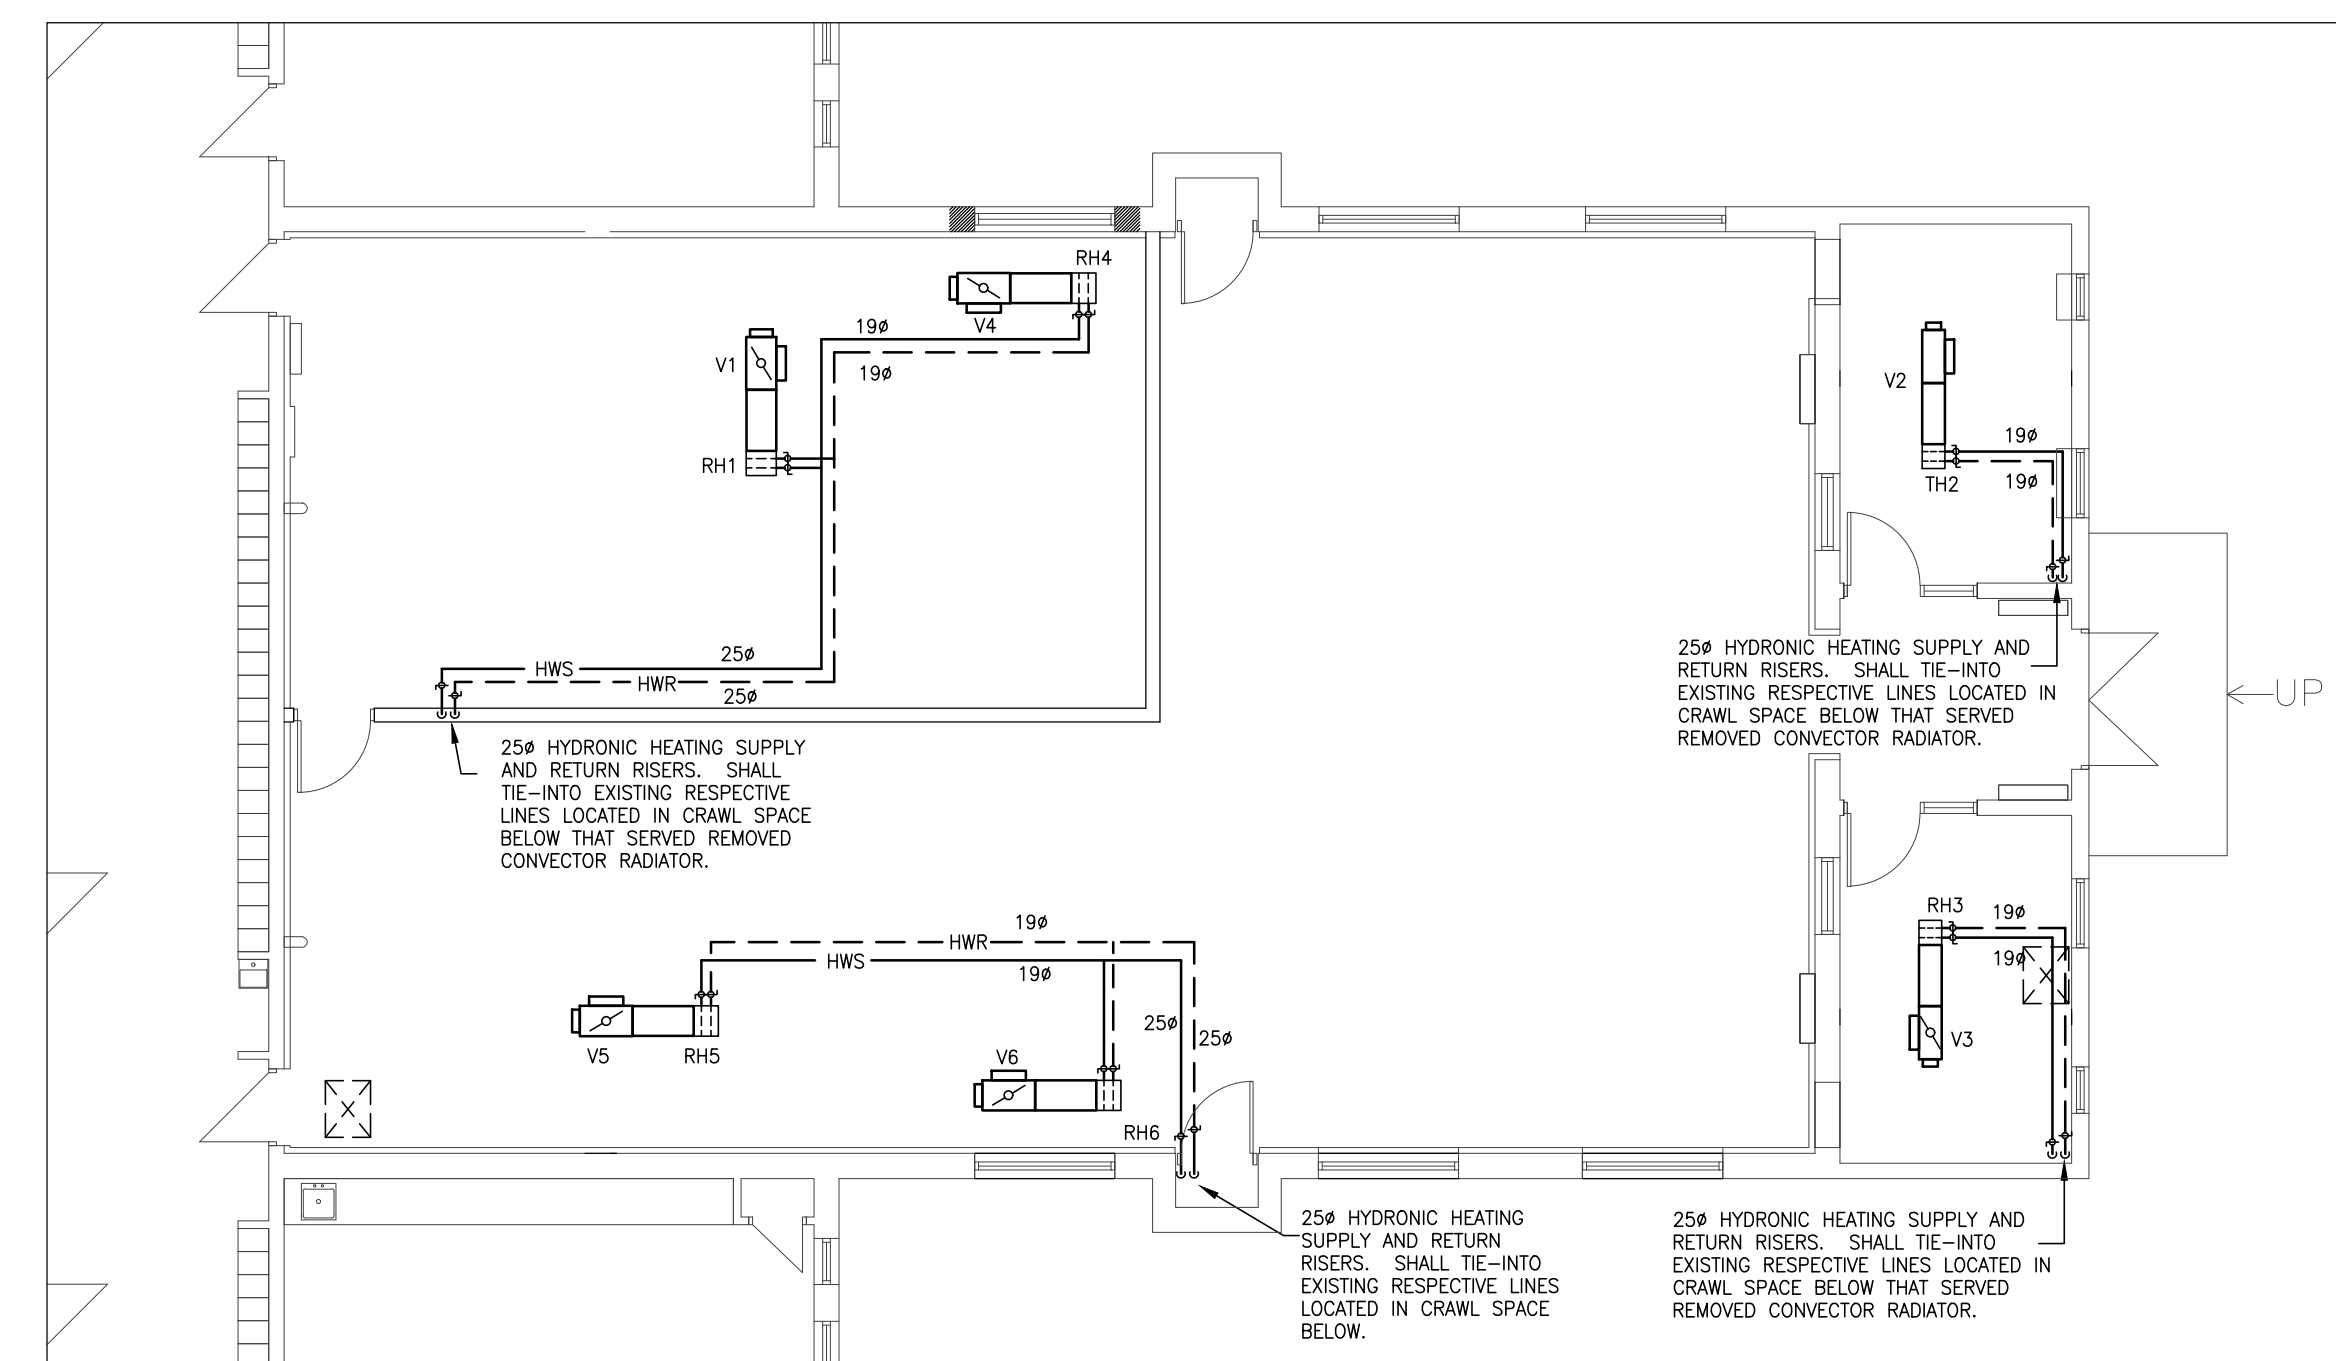 RH4
V4
19ø
19ø
V1
RH1
V2
19ø
19ø
TH2
HWS
25ø
HWR
25ø
25ø HYDRONIC HEATING SUPPLY
AND RETURN RISERS. SHALL
TIE-INTO EXISTING RESPECTIVE
LINES LOCATED IN CRAWL SPACE
BELOW THAT SERVED REMOVED
CONVECTOR RADIATOR.
25ø HYDRONIC HEATING SUPPLY AND
RETURN RISERS. SHALL TIE-INTO
EXISTING RESPECTIVE LINES LOCATED IN
CRAWL SPACE BELOW THAT SERVED
REMOVED CONVECTOR RADIATOR.
UP
19ø
HWR
HWS
19ø
25ø
25ø
V5
RH5
V6
RH6
RH3
19ø
19ø
V3
25ø HYDRONIC HEATING
SUPPLY AND RETURN
RISERS. SHALL TIE-INTO
EXISTING RESPECTIVE LINES
LOCATED IN CRAWL SPACE
BELOW.
25ø HYDRONIC HEATING SUPPLY AND
RETURN RISERS. SHALL TIE-INTO
EXISTING RESPECTIVE LINES LOCATED IN
CRAWL SPACE BELOW THAT SERVED
REMOVED CONVECTOR RADIATOR.